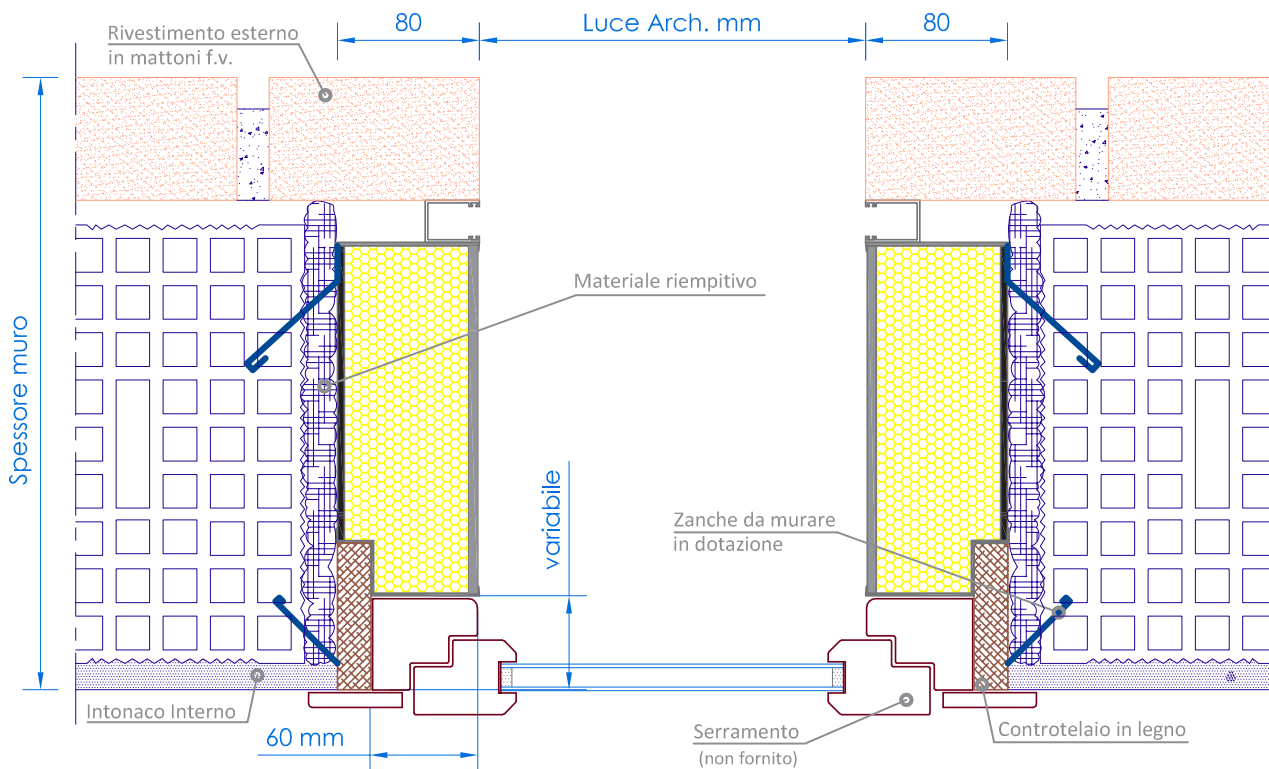 80
Luce Arch. mm
80
Rivestimento esterno
in mattoni f.v.
Materiale riempitivo
Spessore muro
variabile
Zanche da murare
in dotazione
Intonaco Interno
60 mm
Serramento
(non fornito)
Controtelaio in legno